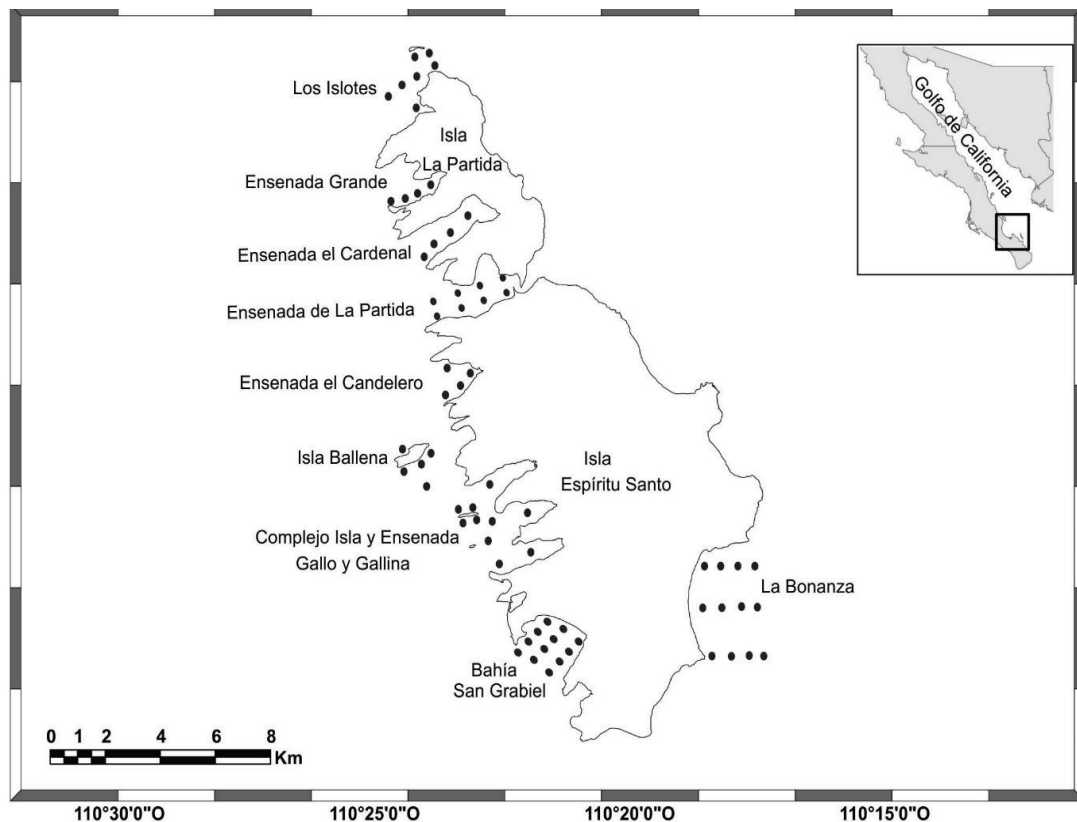 Los Islotes
Isla
La Partida
Ensenada Grande
Ensenada el Cardenal
Ensenada de La Partida
Ensenada el Candelero
Isla Ballena
Isla
Espíritu Santo
Complejo Isla y Ensenada
Gallo y Gallina
La Bonanza
Bahía
San Grabiel
Golfo de California
0 1 2 4 6 8
Km
110°30'0"O 110°25'0"O 110°20'0"O 110°15'0"O